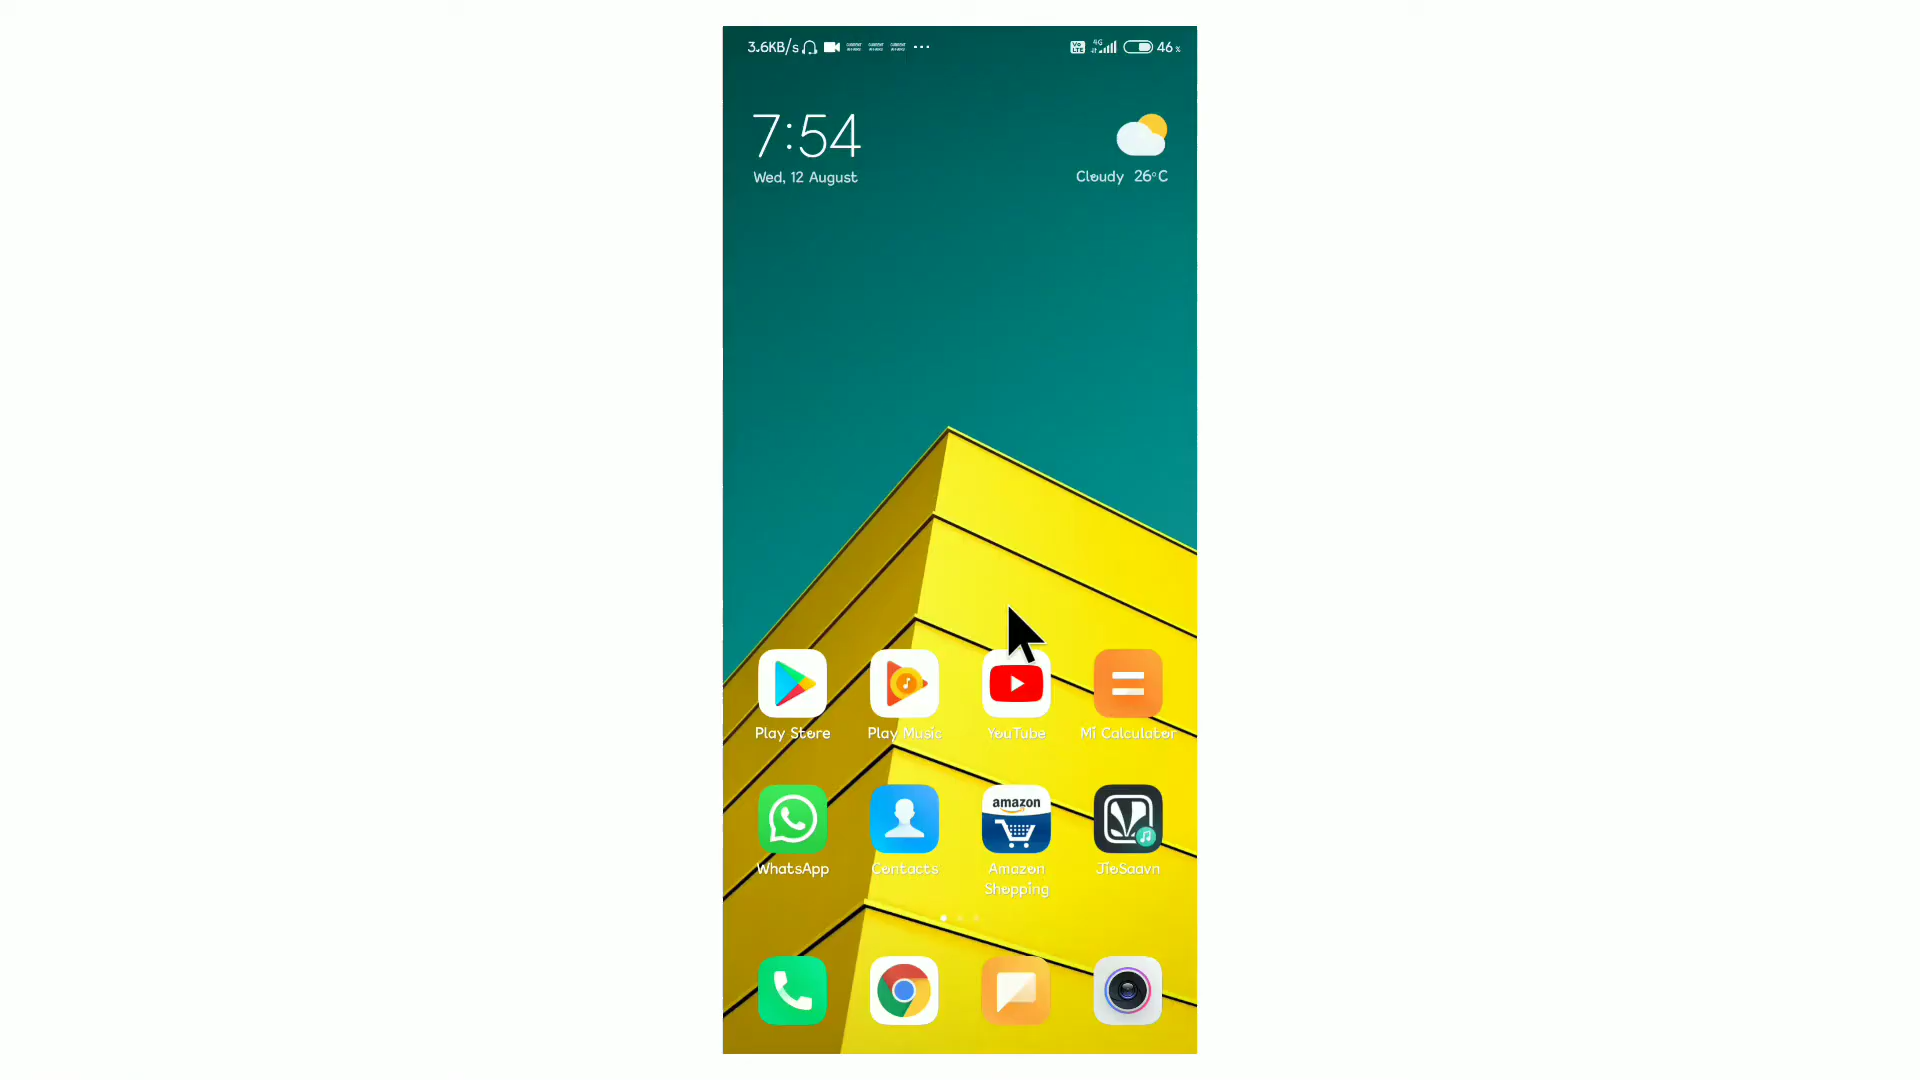 3.6KB/s
4G
46 %
7:54
Wed, 12 August
Cloudy 26°C
Play Store
Play Music
YouTube
Mi Calculator
amazon
WhatsApp
Contacts
Amazon
Shopping
JioSaavn